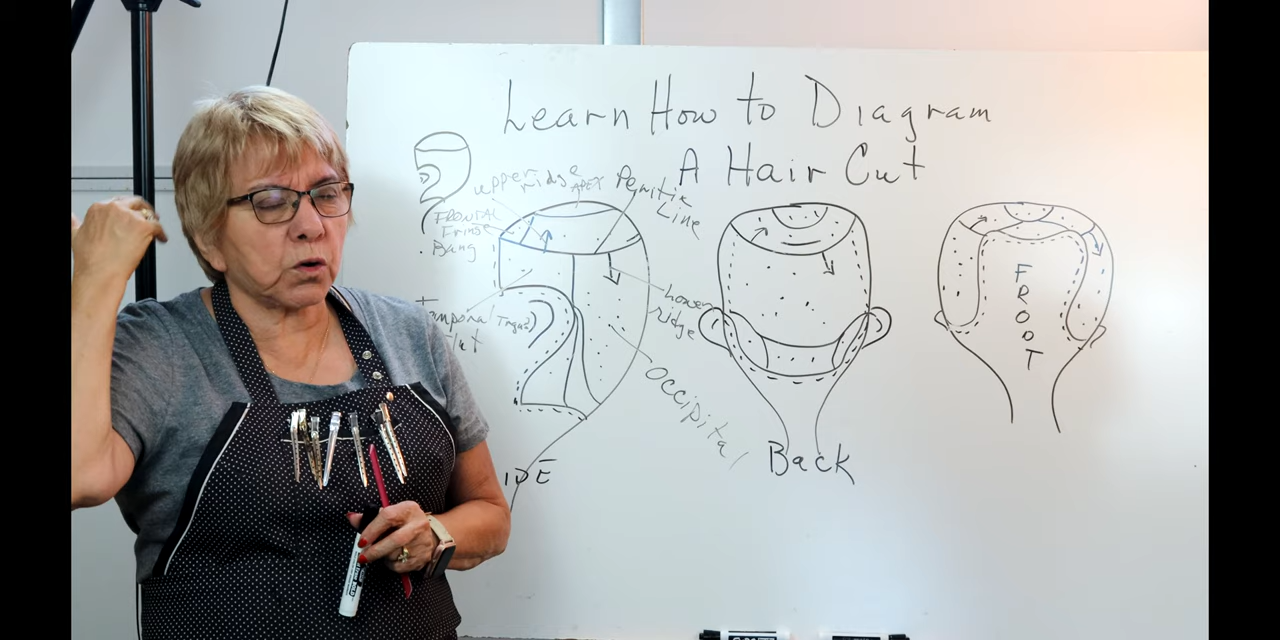 Learn How to Diagram
A Hair Cut
upper ridge
APEX
Line
FRONTAL
Fringe
Bang
Lower
ridge
Occipital
FRONT
Back
IDE